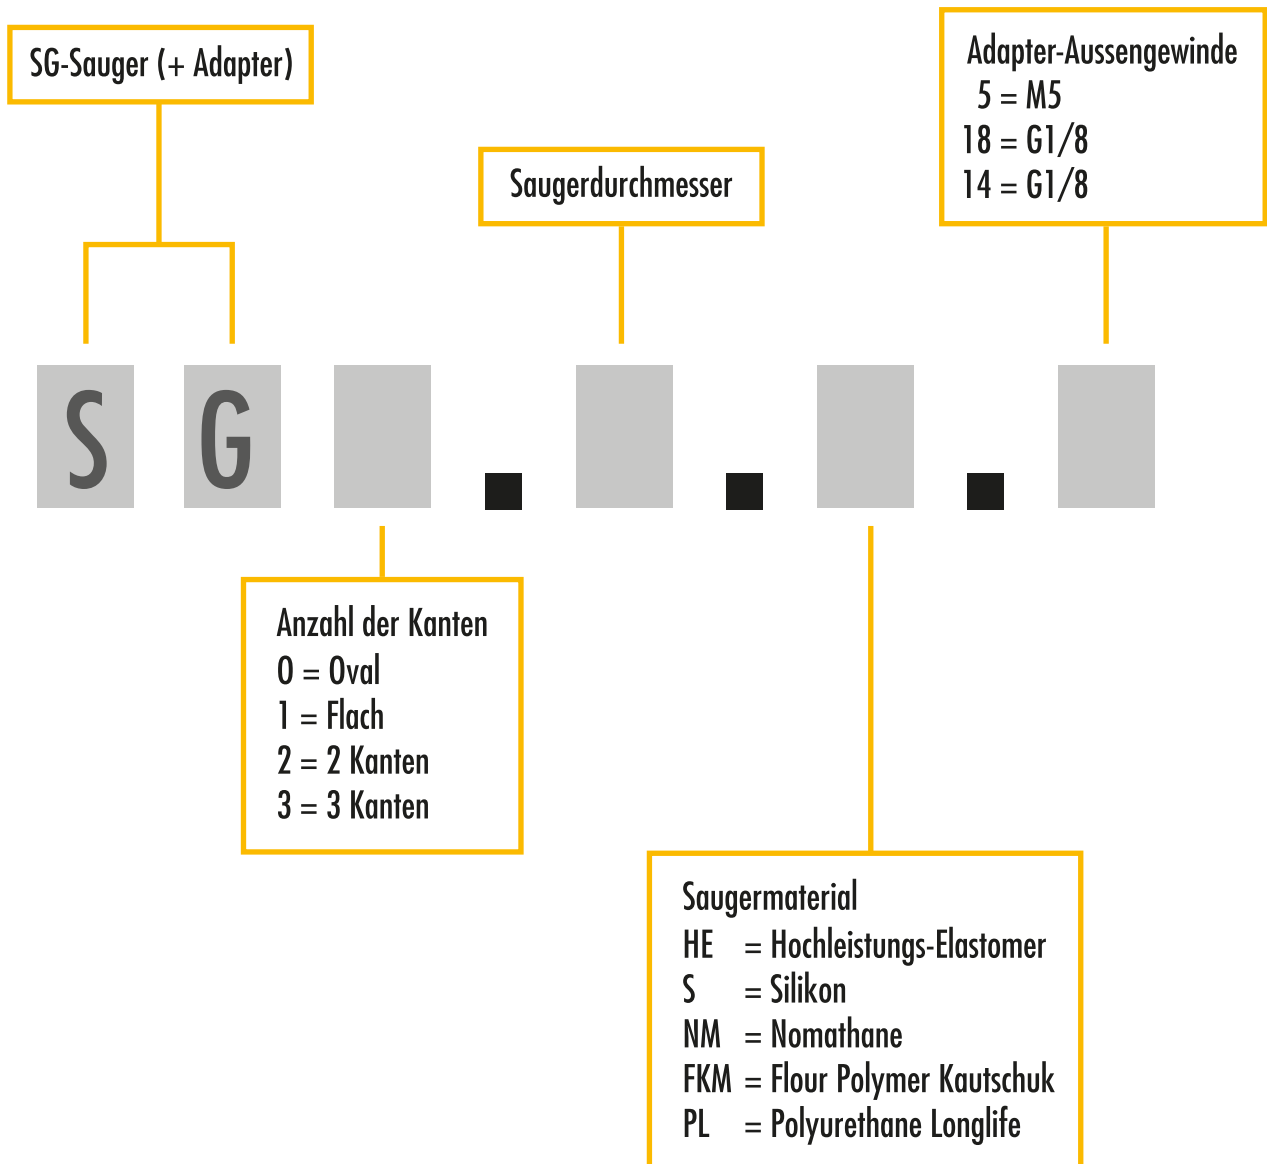 SG-Sauger (+ Adapter)
Saugerdurchmesser
Adapter-Aussengewinde
5 = M5
18 = G1/8
14 = G1/8
S G . . .
Anzahl der Kanten
0 = Oval
1 = Flach
2 = 2 Kanten
3 = 3 Kanten
Saugermaterial
HE = Hochleistungs-Elastomer
S = Silikon
NM = Nomathane
FKM = Flour Polymer Kautschuk
PL = Polyurethane Longlife